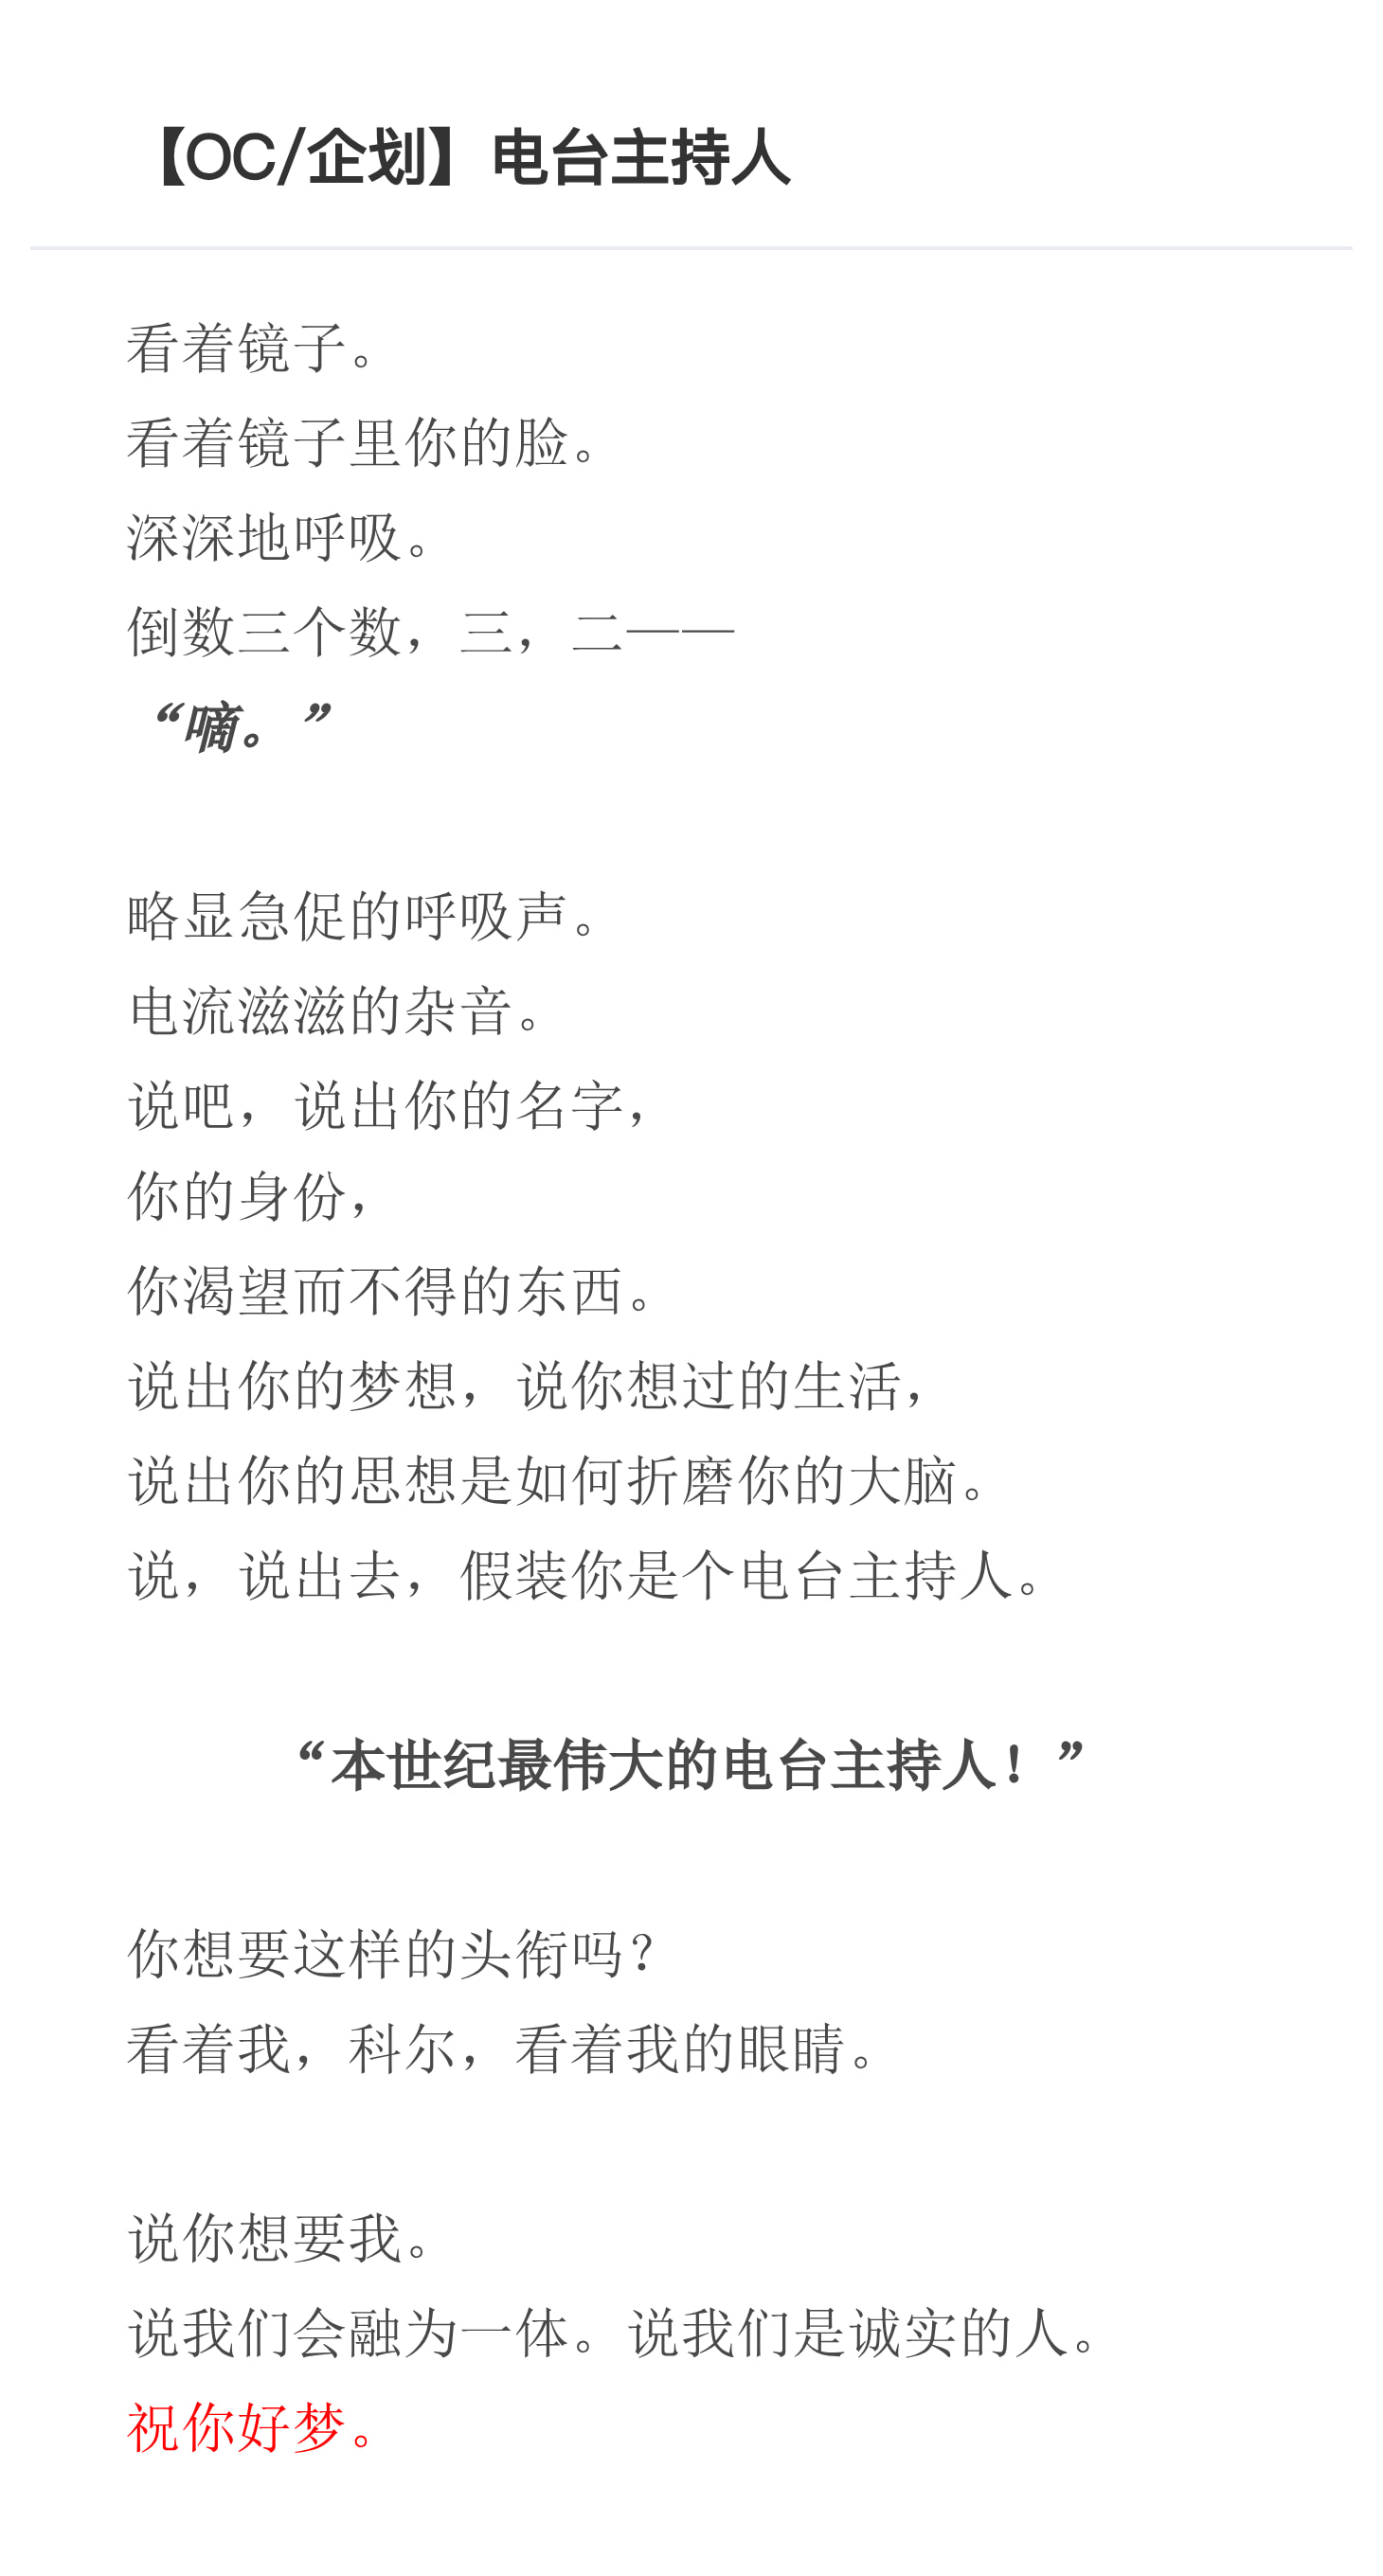 【OC/企划】电台主持人
看着镜子。
看着镜子里你的脸。
深深地呼吸。
倒数三个数，三，二——
“嘀。”
略显急促的呼吸声。
电流滋滋的杂音。
说吧，说出你的名字，
你的身份，
你渴望而不得的东西。
说出你的梦想，说你想过的生活，
说出你的思想是如何折磨你的大脑。
说，说出去，假装你是个电台主持人。
“本世纪最伟大的电台主持人！”
你想要这样的头衔吗？
看着我，科尔，看着我的眼睛。
说你想要我。
说我们会融为一体。说我们是诚实的人。
祝你好梦。